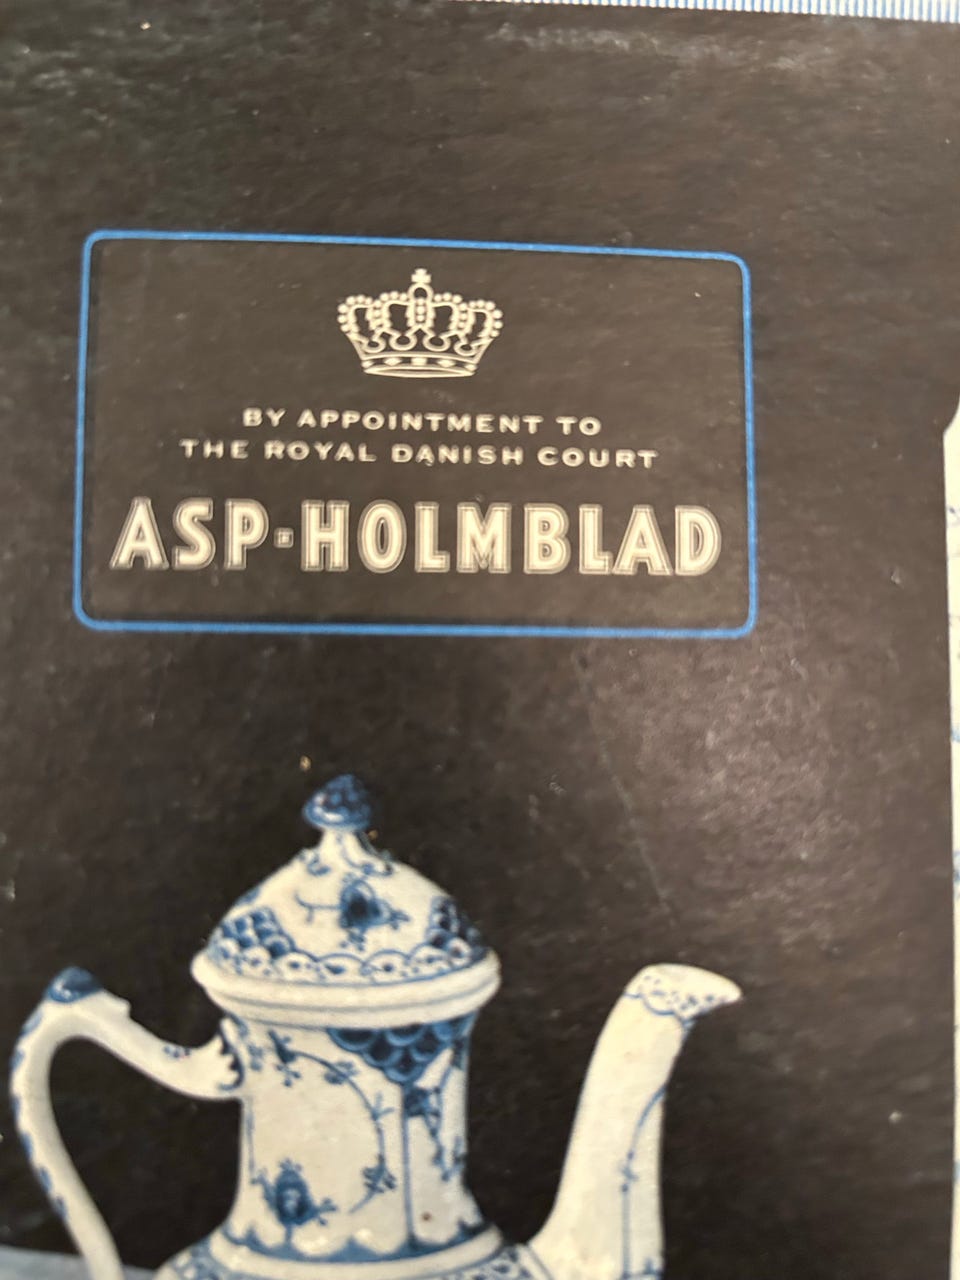 BY APPOINTMENT TO
THE ROYAL DANISH COURT
ASP-HOLMBLAD